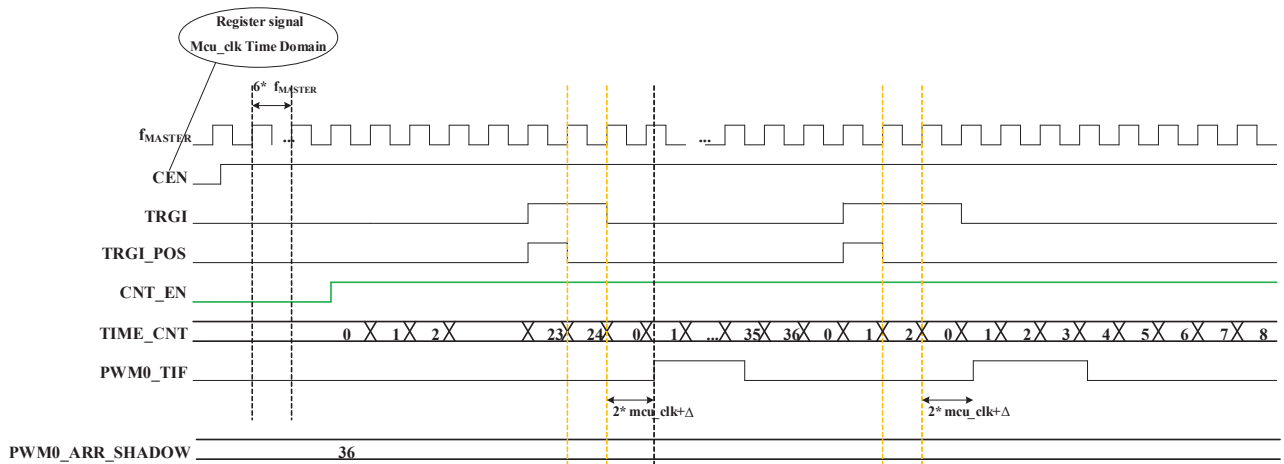 Register signal
Mcu_clk Time Domain
6* fMASTER
fMASTER ... ...
CEN
TRGI
TRGI_POS
CNT_EN
TIME_CNT 0 1 2 23 24 0 1 ... 35 36 0 1 2 0 1 2 3 4 5 6 7 8
PWM0_TIF
2* mcu_clk+Δ 2* mcu_clk+Δ
PWM0_ARR_SHADOW 36